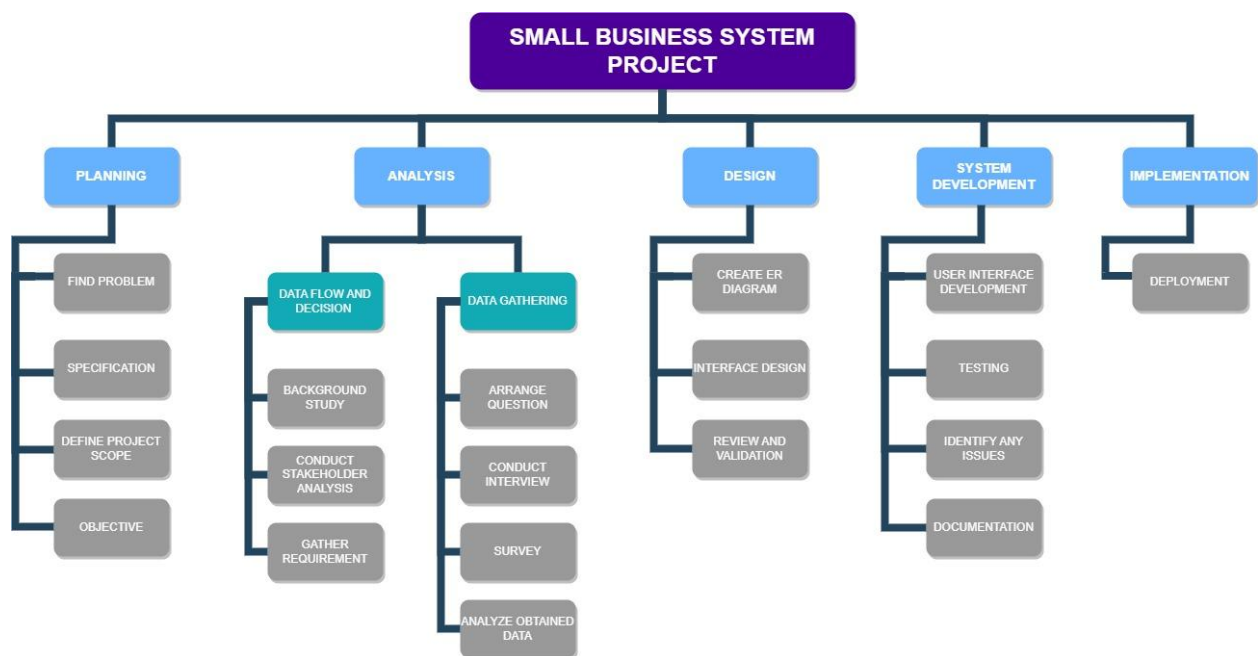 SMALL BUSINESS SYSTEM
PROJECT
PLANNING
ANALYSIS
DESIGN
SYSTEM
DEVELOPMENT
IMPLEMENTATION
FIND PROBLEM
SPECIFICATION
DEFINE PROJECT
SCOPE
OBJECTIVE
DATA FLOW AND
DECISION
BACKGROUND
STUDY
CONDUCT
STAKEHOLDER
ANALYSIS
GATHER
REQUIREMENT
DATA GATHERING
ARRANGE
QUESTION
CONDUCT
INTERVIEW
SURVEY
ANALYZE OBTAINED
DATA
CREATE ER
DIAGRAM
INTERFACE DESIGN
REVIEW AND
VALIDATION
USER INTERFACE
DEVELOPMENT
TESTING
IDENTIFY ANY
ISSUES
DOCUMENTATION
DEPLOYMENT